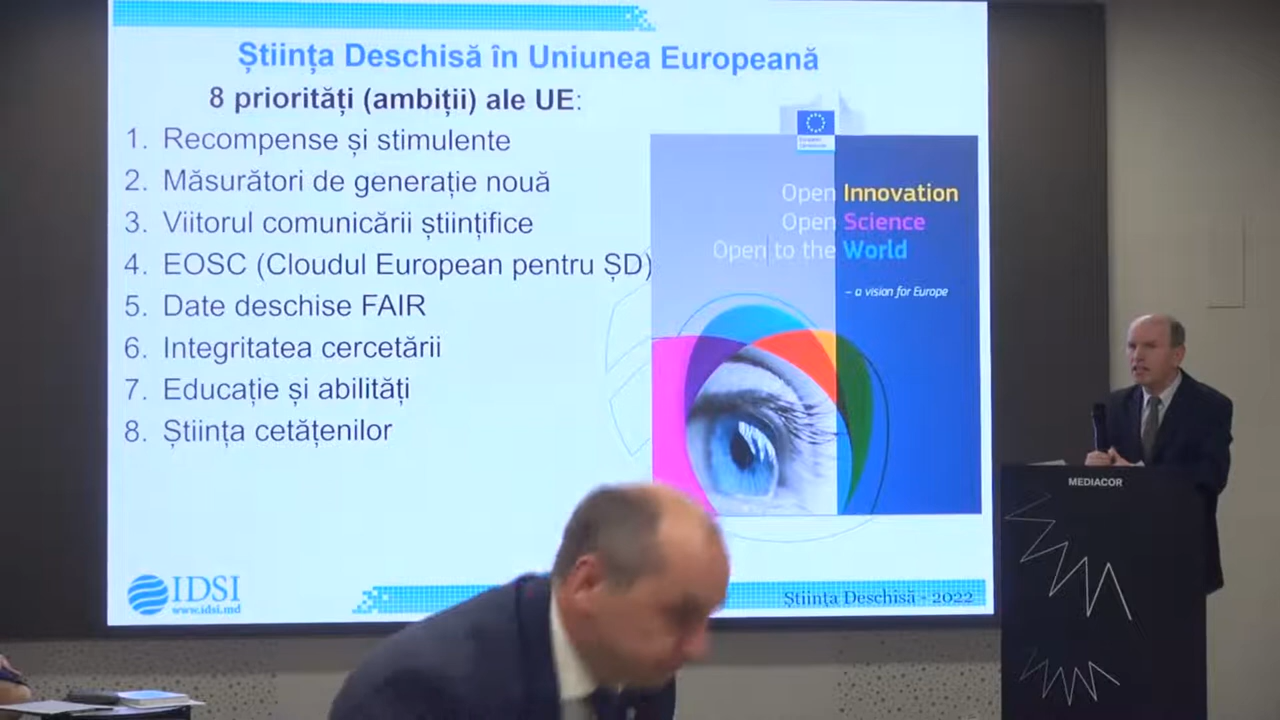 Știința Deschisă în Uniunea Europeană
8 priorități (ambiții) ale UE:
1. Recompense și stimulente
2. Măsurători de generație nouă
3. Viitorul comunicării științifice
4. EOSC (Cloudul European pentru ȘD)
5. Date deschise FAIR
6. Integritatea cercetării
7. Educație și abilități
8. Știința cetățenilor
European
Commission
Open Innovation
Open Science
Open to the World
– a vision for Europe
MEDIACOR
IDSI
www.idsi.md
Știința Deschisă - 2022